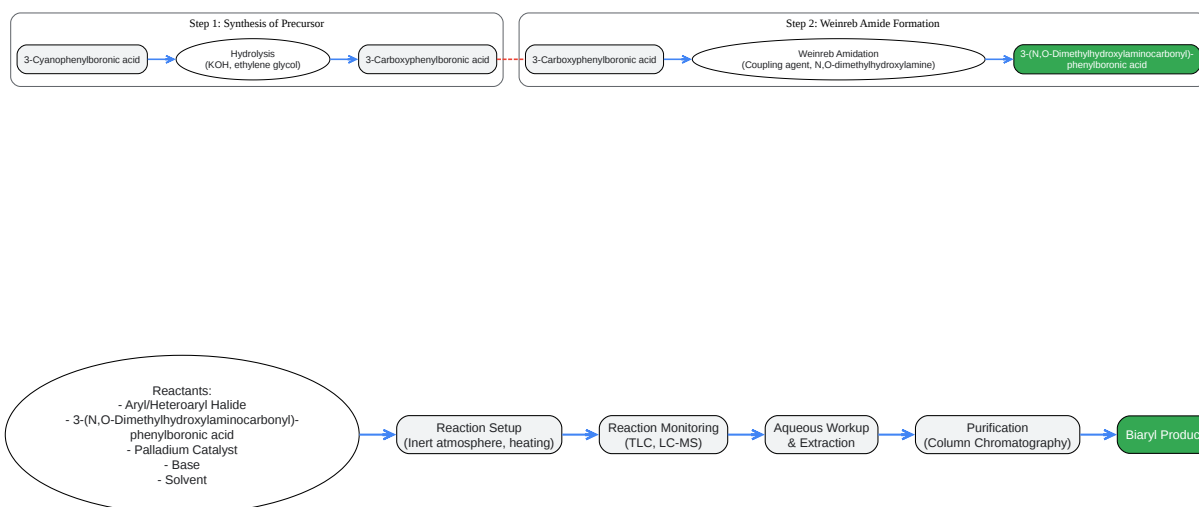 Step 1: Synthesis of Precursor
3-Cyanophenylboronic acid
Hydrolysis
(KOH, ethylene glycol)
3-Carboxyphenylboronic acid
Step 2: Weinreb Amide Formation
3-Carboxyphenylboronic acid
Weinreb Amidation
(Coupling agent, N,O-dimethylhydroxylamine)
3-(N,O-Dimethylhydroxylaminocarbonyl)-
phenylboronic acid
Reactants:
- Aryl/Heteroaryl Halide
- 3-(N,O-Dimethylhydroxylaminocarbonyl)-
phenylboronic acid
- Palladium Catalyst
- Base
- Solvent
Reaction Setup
(Inert atmosphere, heating)
Reaction Monitoring
(TLC, LC-MS)
Aqueous Workup
& Extraction
Purification
(Column Chromatography)
Biaryl Produc